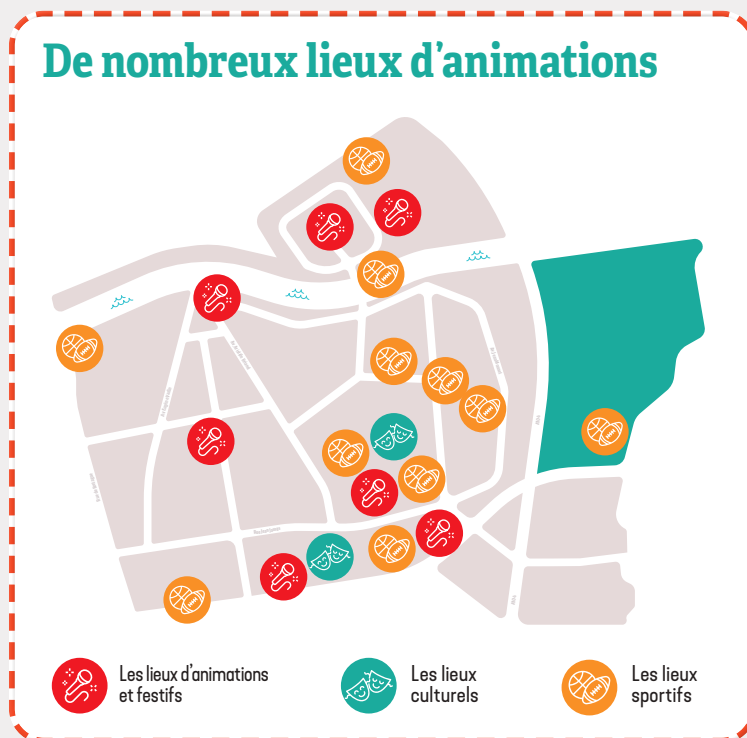 De nombreux lieux d'animations
Les lieux d'animations
et festifs
Les lieux
culturels
Les lieux
sportifs